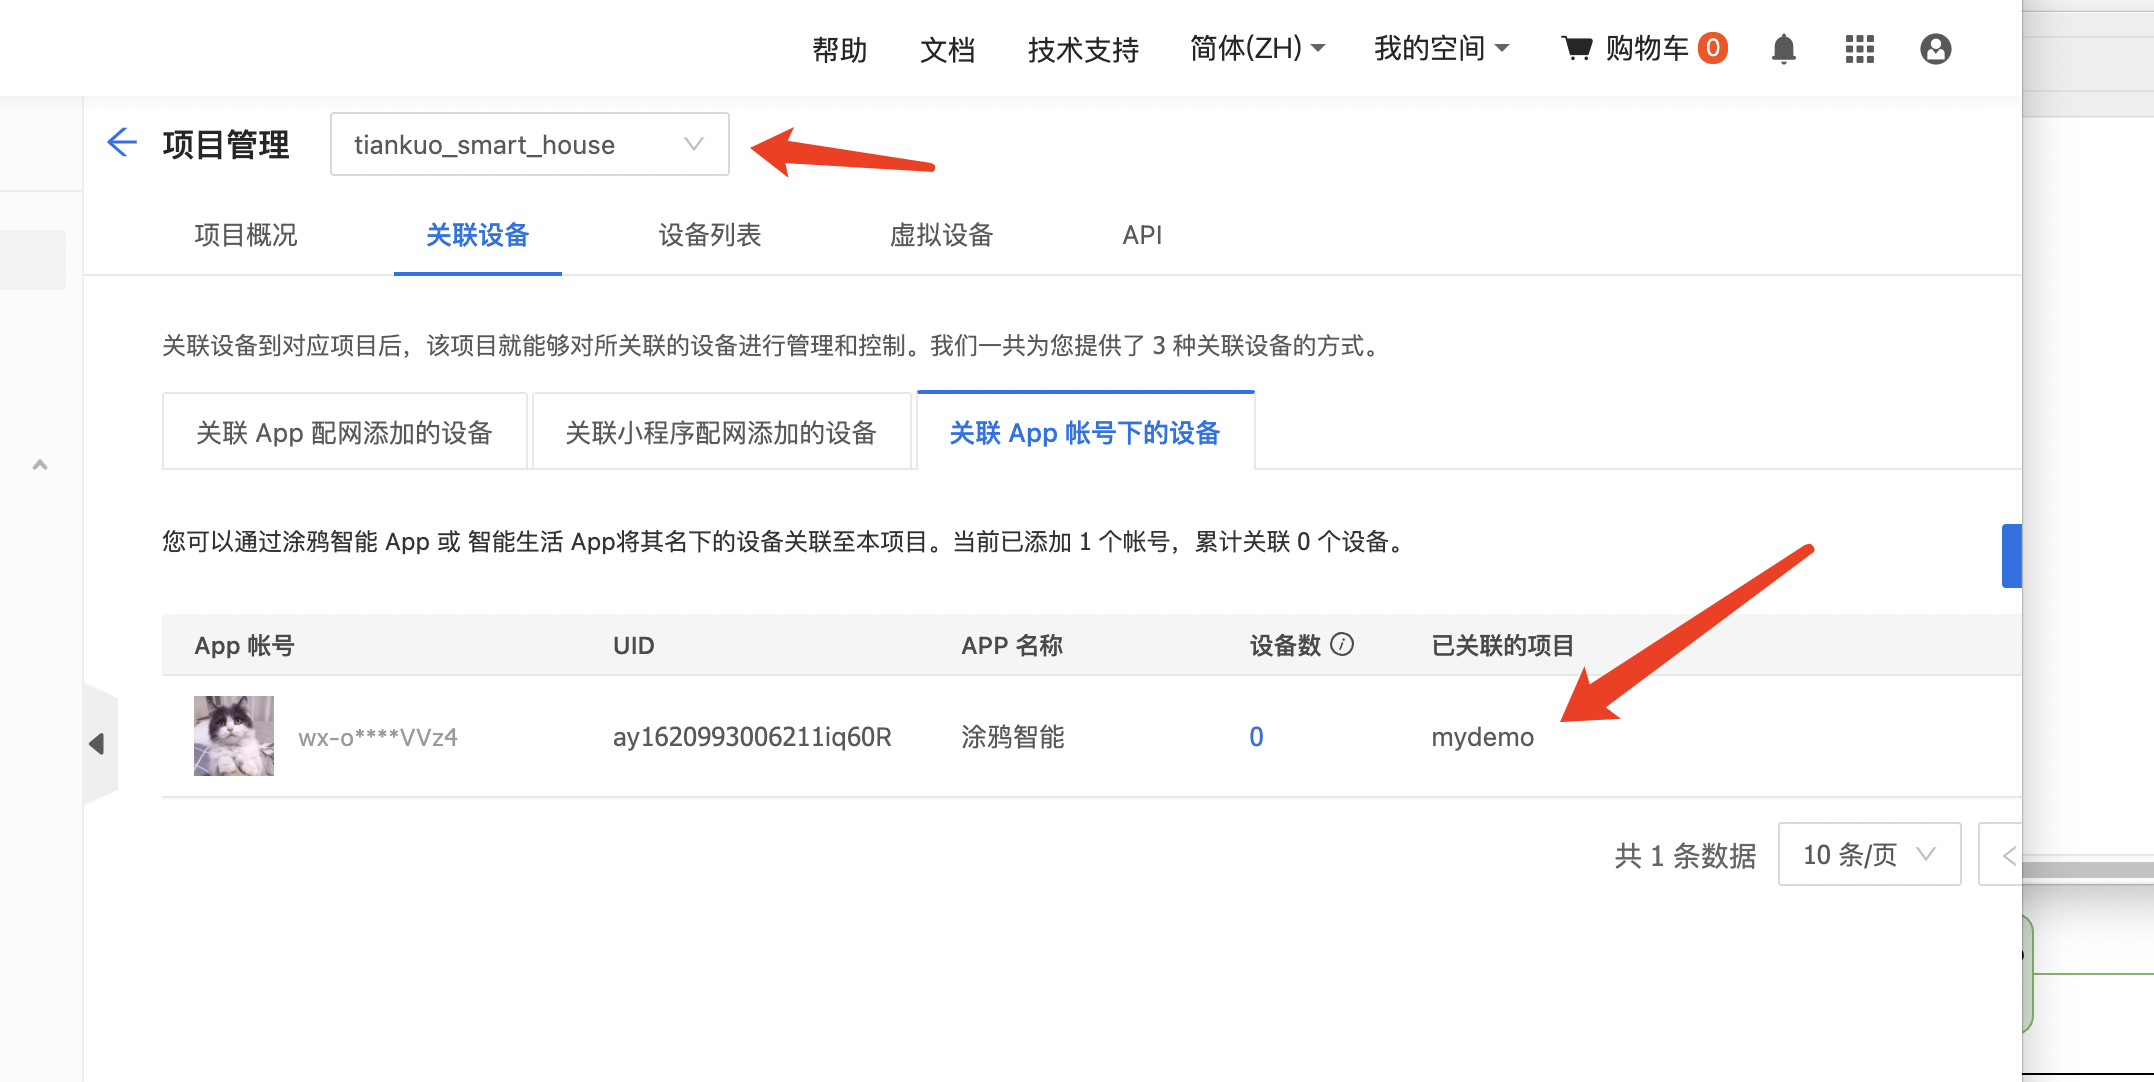 帮助 文档 技术支持 简体(ZH) 我的空间 购物车 0
项目管理 tiankuo_smart_house
项目概况 关联设备 设备列表 虚拟设备 API
关联设备到对应项目后，该项目就能够对所关联的设备进行管理和控制。我们一共为您提供了 3 种关联设备的方式。
关联 App 配网添加的设备 关联小程序配网添加的设备 关联 App 帐号下的设备
您可以通过涂鸦智能 App 或 智能生活 App将其名下的设备关联至本项目。当前已添加 1 个帐号，累计关联 0 个设备。
App 帐号 UID APP 名称 设备数 已关联的项目
wx-o****VVz4 ay1620993006211iq60R 涂鸦智能 0 mydemo
共 1 条数据 10 条/页